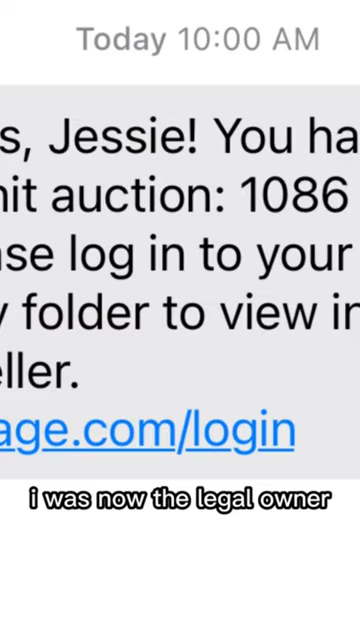 Today 10:00 AM
s, Jessie! You ha
nit auction: 1086
ase log in to your
y folder to view in
eller.
age.com/login
i was now the legal owner